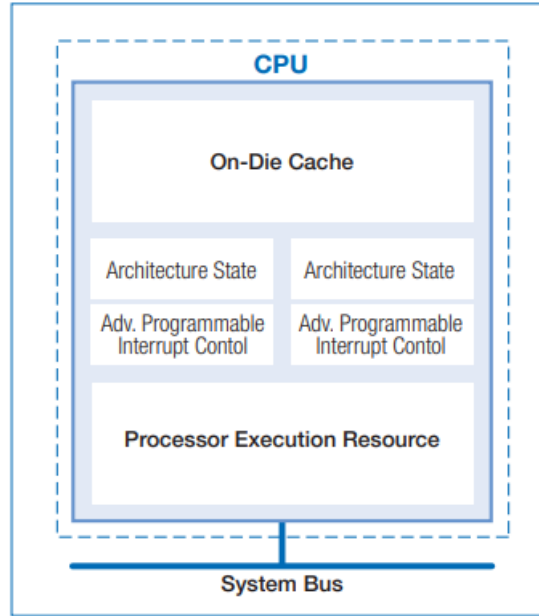 CPU
On-Die Cache
Architecture State
Architecture State
Adv. Programmable
Interrupt Contol
Adv. Programmable
Interrupt Contol
Processor Execution Resource
System Bus